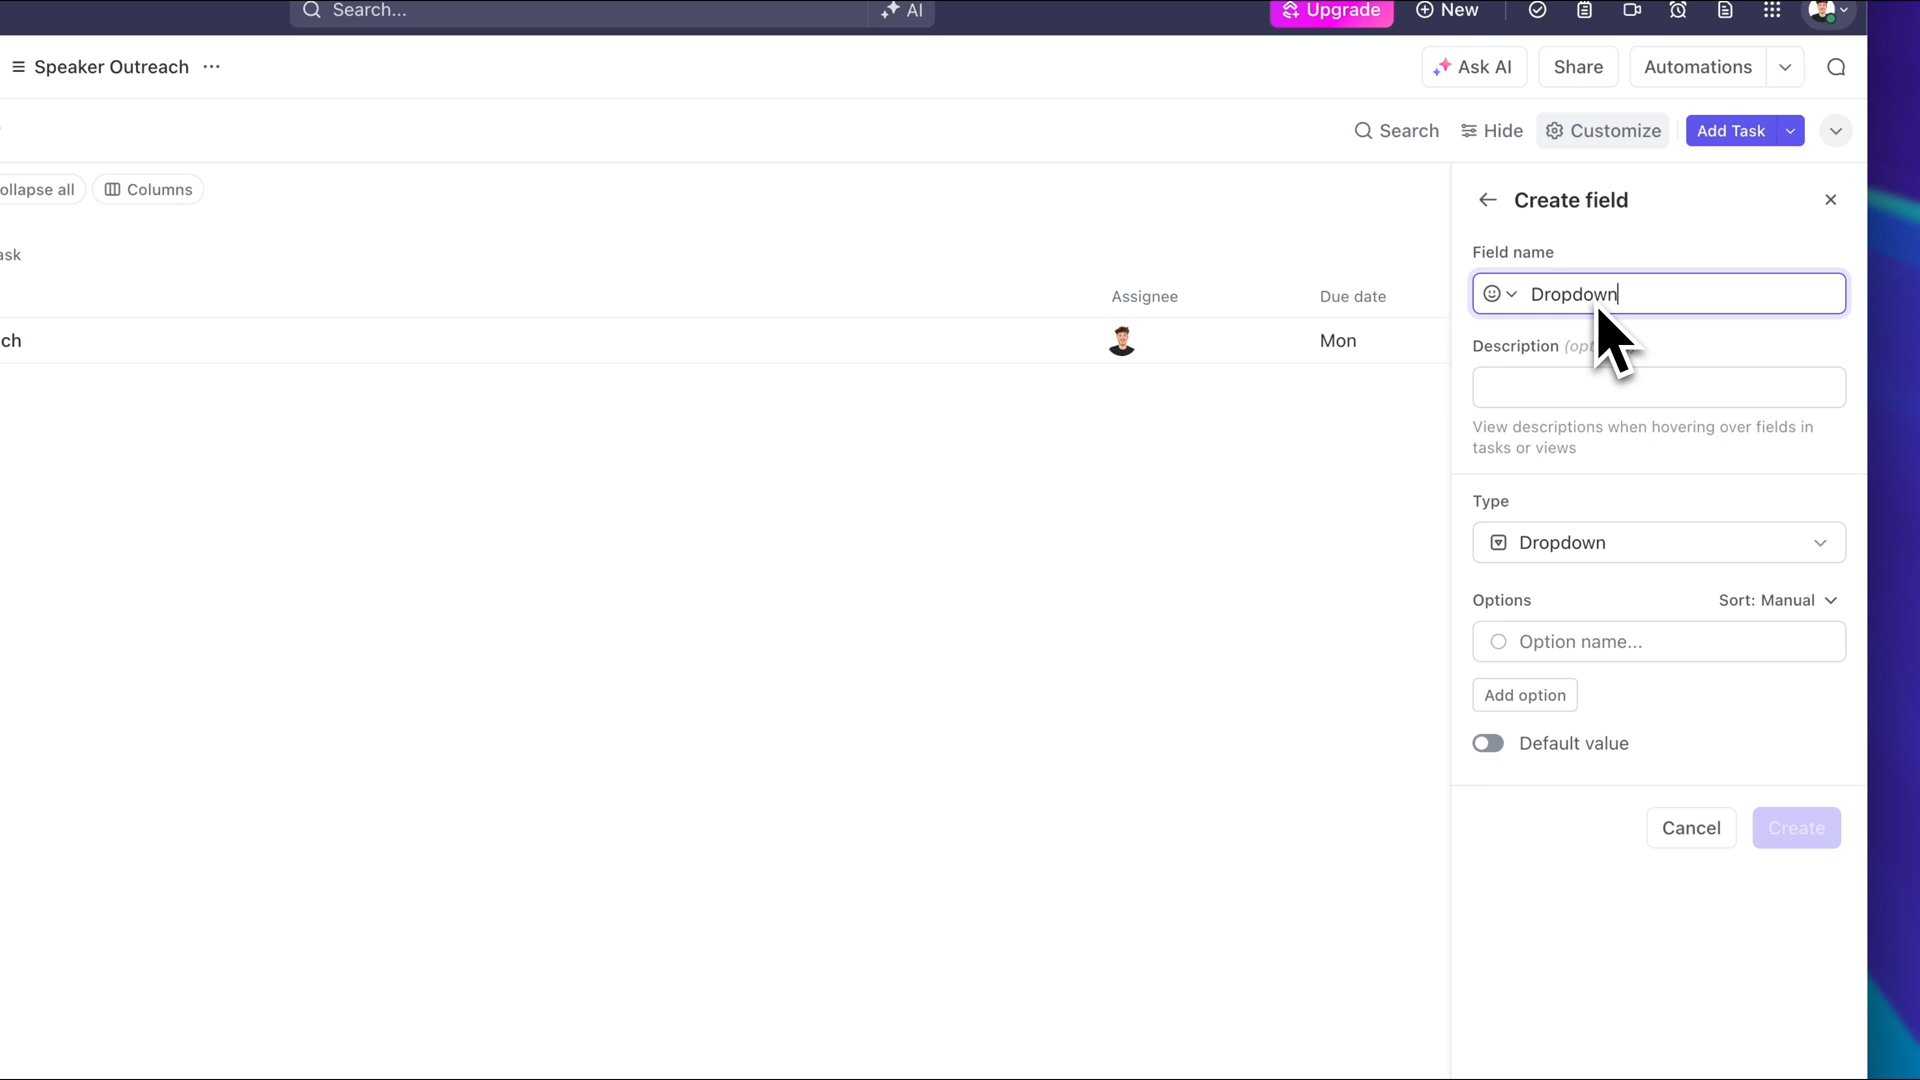 Search...
AI
Upgrade
New
Speaker Outreach
Ask AI
Share
Automations
Search
Hide
Customize
Add Task
ollapse all
Columns
Create field
Field name
ask
Assignee
Due date
Dropdown
ch
Mon
Description (opt
View descriptions when hovering over fields in
tasks or views
Type
Dropdown
Options
Sort: Manual
Option name...
Add option
Default value
Cancel
Create